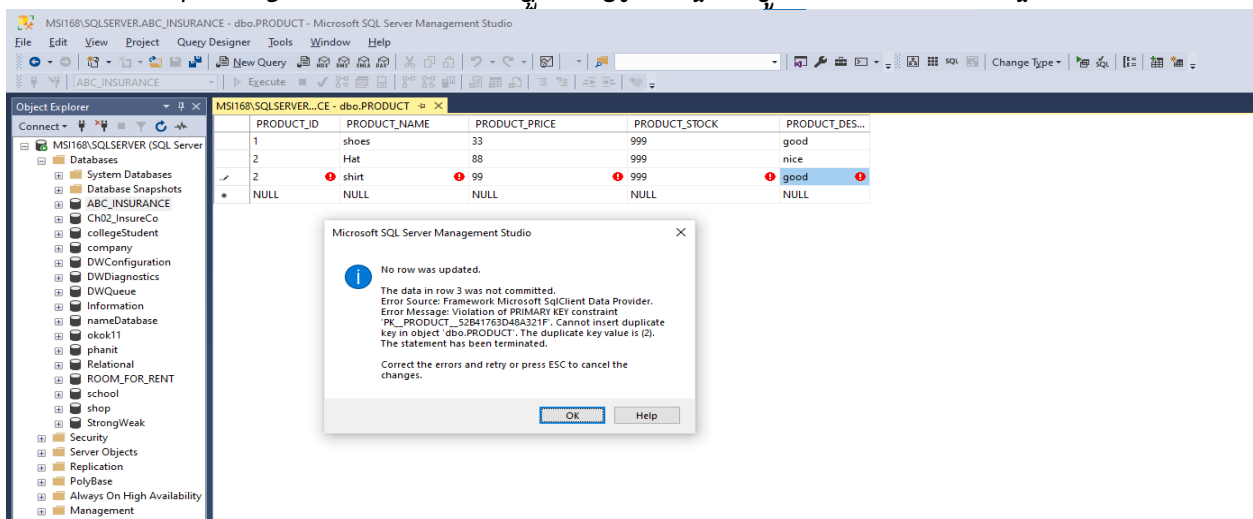 MSI168\SQLSERVER.ABC_INSURANCE - dbo.PRODUCT - Microsoft SQL Server Management Studio
File Edit View Project Query Designer Tools Window Help
New Query Change Type
ABC_INSURANCE Execute
Object Explorer
MSI168\SQLSERVER...CE - dbo.PRODUCT
Connect
MSI168\SQLSERVER (SQL Server
Databases
System Databases
Database Snapshots
ABC_INSURANCE
Ch02_InsureCo
collegeStudent
company
DWConfiguration
DWDiagnostics
DWQueue
Information
nameDatabase
okok11
phanit
Relational
ROOM_FOR_RENT
school
shop
StrongWeak
Security
Server Objects
Replication
PolyBase
Always On High Availability
Management
PRODUCT_ID PRODUCT_NAME PRODUCT_PRICE PRODUCT_STOCK PRODUCT_DES...
1 shoes 33 999 good
2 Hat 88 999 nice
2 shirt 99 999 good
NULL NULL NULL NULL NULL
Microsoft SQL Server Management Studio
No row was updated.
The data in row 3 was not committed.
Error Source: Framework Microsoft SqlClient Data Provider.
Error Message: Violation of PRIMARY KEY constraint
'PK__PRODUCT__52B41763D48A321F'. Cannot insert duplicate
key in object 'dbo.PRODUCT'. The duplicate key value is (2).
The statement has been terminated.
Correct the errors and retry or press ESC to cancel the
changes.
OK Help